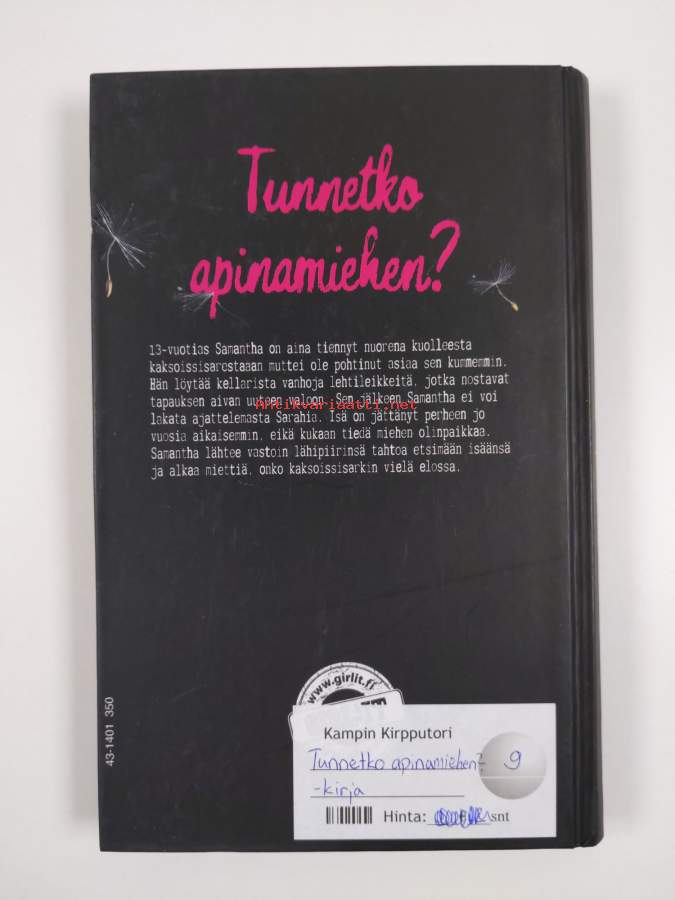 Tunnetko
apinamiehen?
13-vuotias Samantha on aina tiennyt nuorena kuolleesta
kaksoissisarestaaan muttei ole pohtinut asiaa sen kummemmin.
Hän löytää kellarista vanhoja lehtileikkeitä, jotka nostavat
tapauksen aivan uuteen valoon. Sen jälkeen Samantha ei voi
lakata ajattelemasta Sarahia. Isä on jättänyt perheen jo
vuosia aikaisemmin, eikä kukaan tiedä miehen olinpaikkaa.
Samantha lähtee vastoin lähipiirinsä tahtoa etsimään isäänsä
ja alkaa miettiä, onko kaksoissisarkin vielä elossa.
Antikvariaatti.net
43-1401 350
www.girlit.fi
Kampin Kirpputori
Tunnetko apinamiehen? 9
-kirja
Hinta: snt